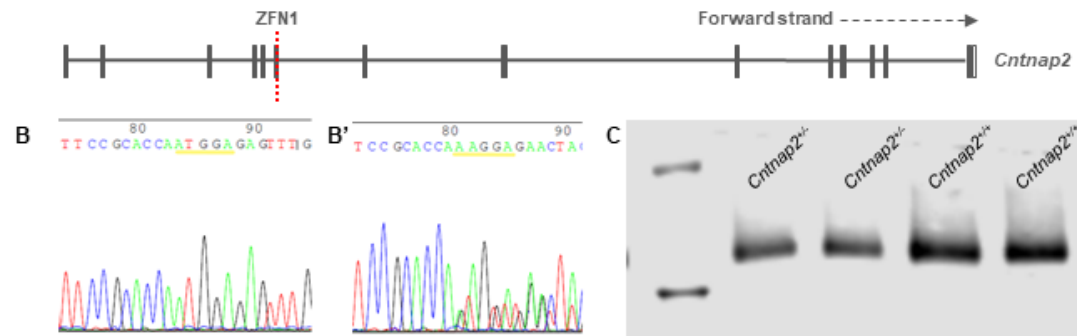 ZFN1
Forward strand
Cntnap2
B
80 90
TTCCGCACCAATGGAGAGTTTG
B'
80 90
TCCGCACCAAAGGAGAACTA
C
Cntnap2+/-
Cntnap2+/-
Cntnap2+/+
Cntnap2+/+